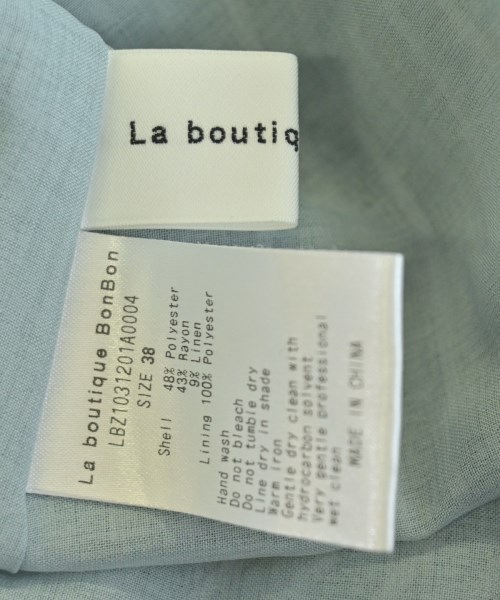 La boutiq
La boutique BonBon
LBZ1031201A0004
SIZE 38
Shell 48% Polyester
43% Rayon
9% Linen
Lining 100% Polyester
Hand wash
Do not bleach
Do not tumble dry
Line dry in shade
Warm iron
Gentle dry clean with
hydrocarbon solvent
Very gentle professional
wet clean
MADE IN CHINA